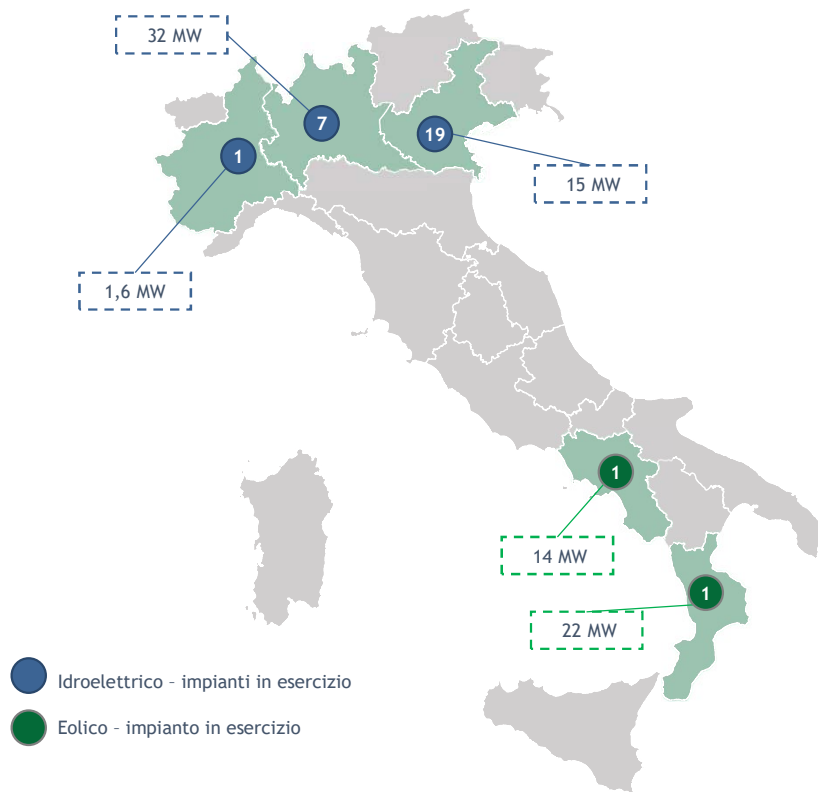 32 MW
7
19
1
15 MW
1,6 MW
1
14 MW
1
22 MW
Idroelettrico – impianti in esercizio
Eolico – impianto in esercizio